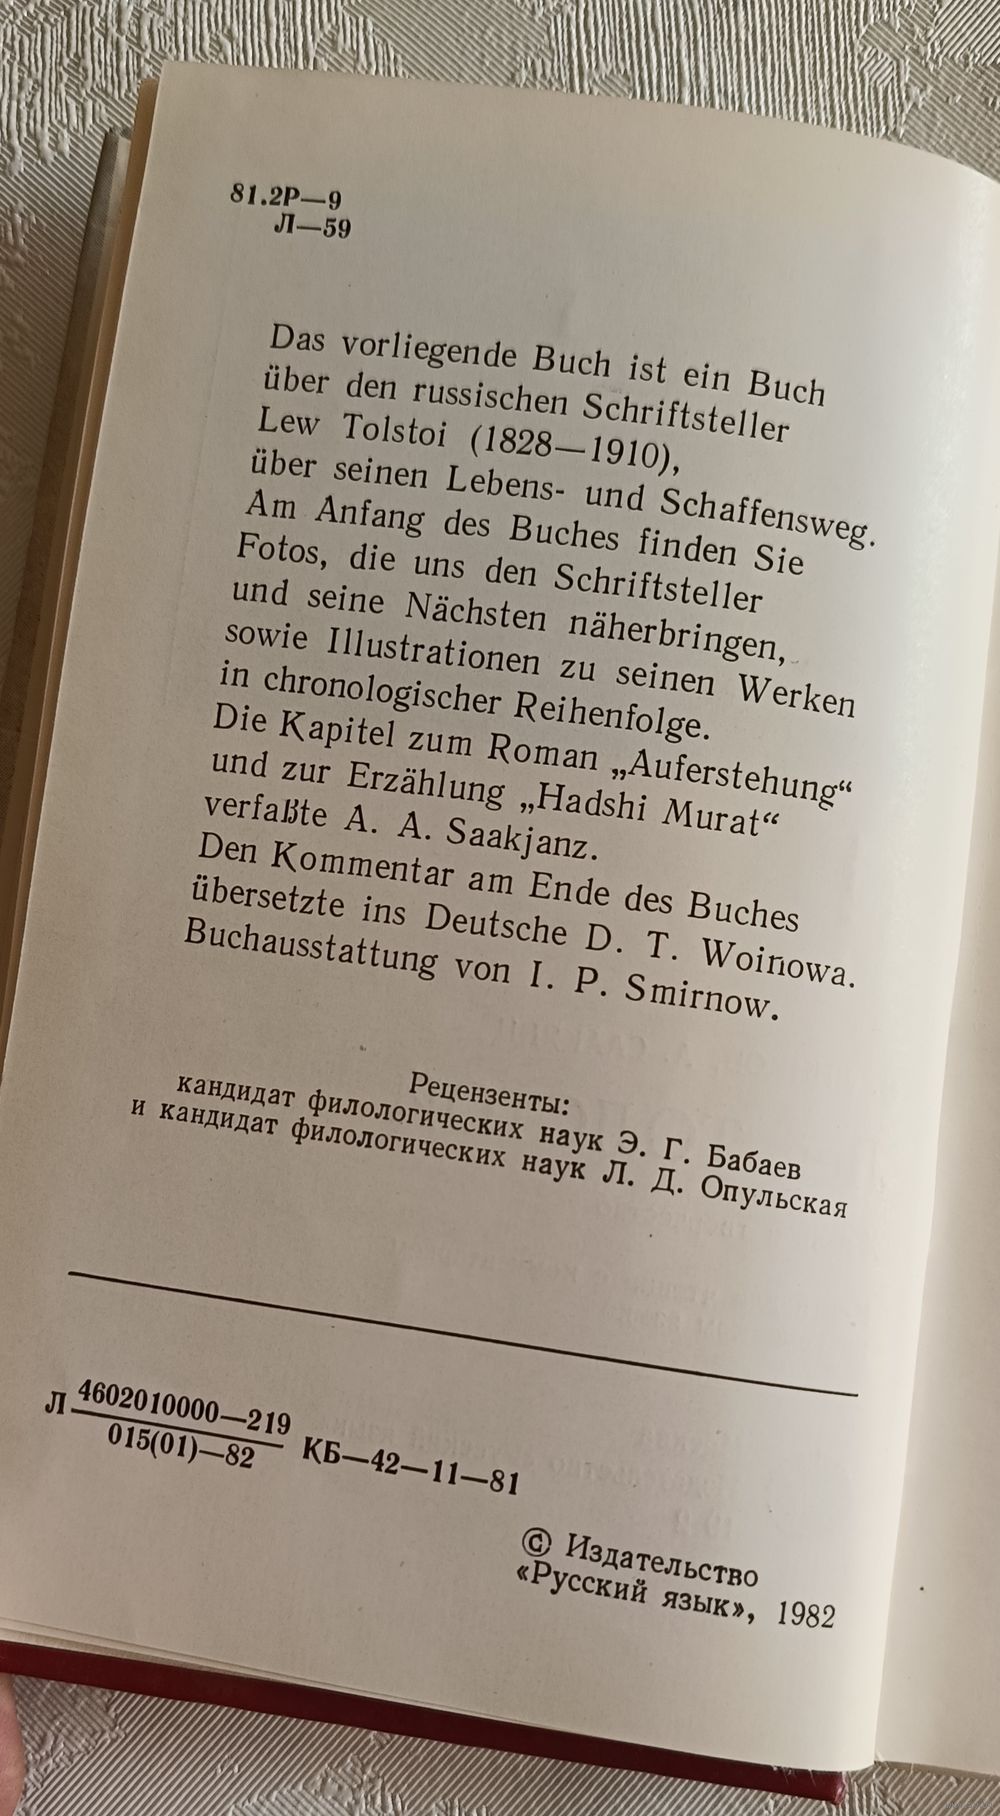 81.2Р—9
Л—59
Das vorliegende Buch ist ein Buch
über den russischen Schriftsteller
Lew Tolstoi (1828—1910),
über seinen Lebens- und Schaffensweg.
Am Anfang des Buches finden Sie
Fotos, die uns den Schriftsteller
und seine Nächsten näherbringen,
sowie Illustrationen zu seinen Werken
in chronologischer Reihenfolge.
Die Kapitel zum Roman „Auferstehung“
und zur Erzählung „Hadshi Murat“
verfaßte A. A. Saakjanz.
Den Kommentar am Ende des Buches
übersetzte ins Deutsche D. T. Woinowa.
Buchausstattung von I. P. Smirnow.
Рецензенты:
кандидат филологических наук Э. Г. Бабаев
и кандидат филологических наук Л. Д. Опульская
Л 4602010000—219
015(01)—82 КБ—42—11—81
© Издательство
«Русский язык», 1982